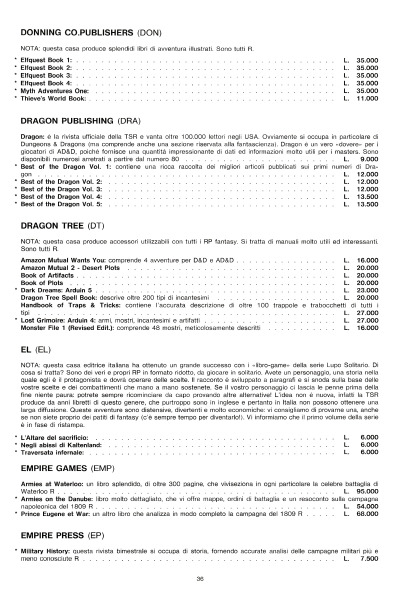 DONNING CO.PUBLISHERS (DON)
NOTA: questa casa produce splendidi libri di avventura illustrati. Sono tutti R.
* Elfquest Book 1: L. 35.000
* Elfquest Book 2: L. 35.000
* Elfquest Book 3: L. 35.000
* Elfquest Book 4: L. 35.000
* Myth Adventures One: L. 35.000
* Thieve's World Book: L. 11.000
DRAGON PUBLISHING (DRA)
Dragon: è la rivista ufficiale della TSR e vanta oltre 100.000 lettori negli USA. Ovviamente si occupa in particolare di
Dungeons & Dragons (ma comprende anche una sezione riservata alla fantascienza). Dragon è un vero «dovere» per i
giocatori di AD&D, poiché fornisce una quantità impressionante di dati ed informazioni molto utili per i masters. Sono
disponibili numerosi arretrati a partire dal numero 80 L. 9.000
* Best of the Dragon Vol. 1: contiene una ricca raccolta dei migliori articoli pubblicati sui primi numeri di Dra-
gon L. 12.000
* Best of the Dragon Vol. 2: L. 12.000
* Best of the Dragon Vol. 3: L. 12.000
* Best of the Dragon Vol. 4: L. 13.500
* Best of the Dragon Vol. 5: L. 13.500
DRAGON TREE (DT)
NOTA: questa casa produce accessori utilizzabili con tutti i RP fantasy. Si tratta di manuali molto utili ed interessanti.
Sono tutti R.
Amazon Mutual Wants You: comprende 4 avventure per D&D e AD&D L. 16.000
Amazon Mutual 2 - Desert Plots L. 20.000
Book of Artifacts L. 20.000
Book of Plots L. 20.000
* Dark Dreams: Arduin 5 L. 23.000
Dragon Tree Spell Book: descrive oltre 200 tipi di incantesimi L. 20.000
Handbook of Traps & Tricks: contiene l'accurata descrizione di oltre 100 trappole e trabocchetti di tutti i
tipi L. 27.000
* Lost Grimoire: Arduin 4: armi, mostri, incantesimi e artifatti L. 27.000
Monster File 1 (Revised Edit.): comprende 48 mostri, meticolosamente descritti L. 16.000
EL (EL)
NOTA: questa casa editrice italiana ha ottenuto un grande successo con i «libro-game» della serie Lupo Solitario. Di
cosa si tratta? Sono dei veri e propri RP in formato ridotto, da giocare in solitario. Avete un personaggio, una storia nella
quale egli è il protagonista e dovrà operare delle scelte. Il racconto è sviluppato a paragrafi e si snoda sulla base delle
vostre scelte e dei combattimenti che mano a mano sostenete. Se il vostro personaggio ci lascia le penne prima della
fine niente paura: potrete sempre ricominciare da capo provando altre alternative! L'idea non è nuova, infatti la TSR
produce da anni libretti di questo genere, che purtroppo sono in inglese e pertanto in Italia non possono ottenere una
larga diffusione. Queste avventure sono distensive, divertenti e molto economiche: vi consigliamo di provarne una, anche
se non siete proprio dei patiti di fantasy (c'è sempre tempo per diventarlo!). Vi informiamo che il primo volume della serie
è in fase di ristampa.
* L'Altare del sacrificio: L. 6.000
* Negli abissi di Kaltenland: L. 6.000
* Traversata infernale: L. 6.000
EMPIRE GAMES (EMP)
Armies at Waterloo: un libro splendido, di oltre 300 pagine, che viviseziona in ogni particolare la celebre battaglia di
Waterloo R L. 95.000
* Armies on the Danube: libro molto dettagliato, che vi offre mappe, ordini di battaglia e un resoconto sulla campagna
napoleonica del 1809 R L. 54.000
* Prince Eugene et War: un altro libro che analizza in modo completo la campagna del 1809 R L. 68.000
EMPIRE PRESS (EP)
* Military History: questa rivista bimestrale si occupa di storia, fornendo accurate analisi delle campagne militari più e
meno conosciute R L. 7.500
36